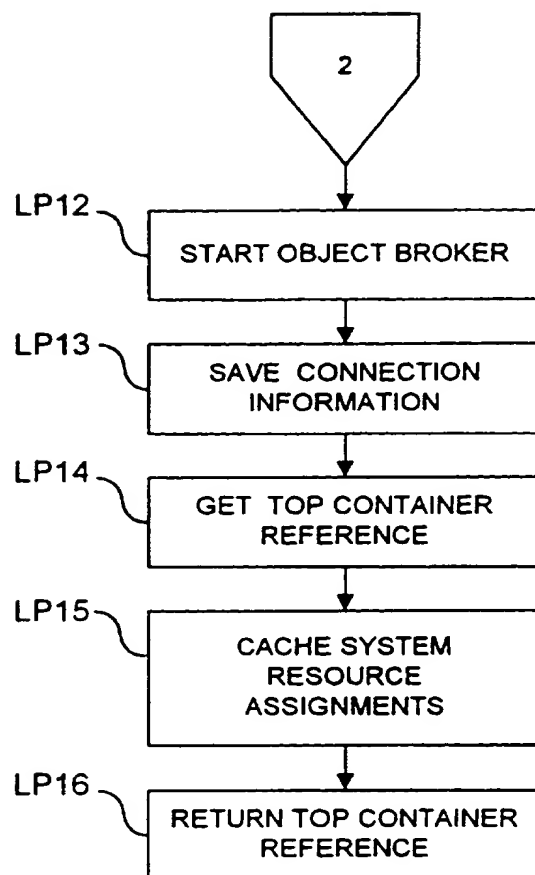 2
LP12
START OBJECT BROKER
LP13
SAVE CONNECTION
INFORMATION
LP14
GET TOP CONTAINER
REFERENCE
LP15
CACHE SYSTEM
RESOURCE
ASSIGNMENTS
LP16
RETURN TOP CONTAINER
REFERENCE